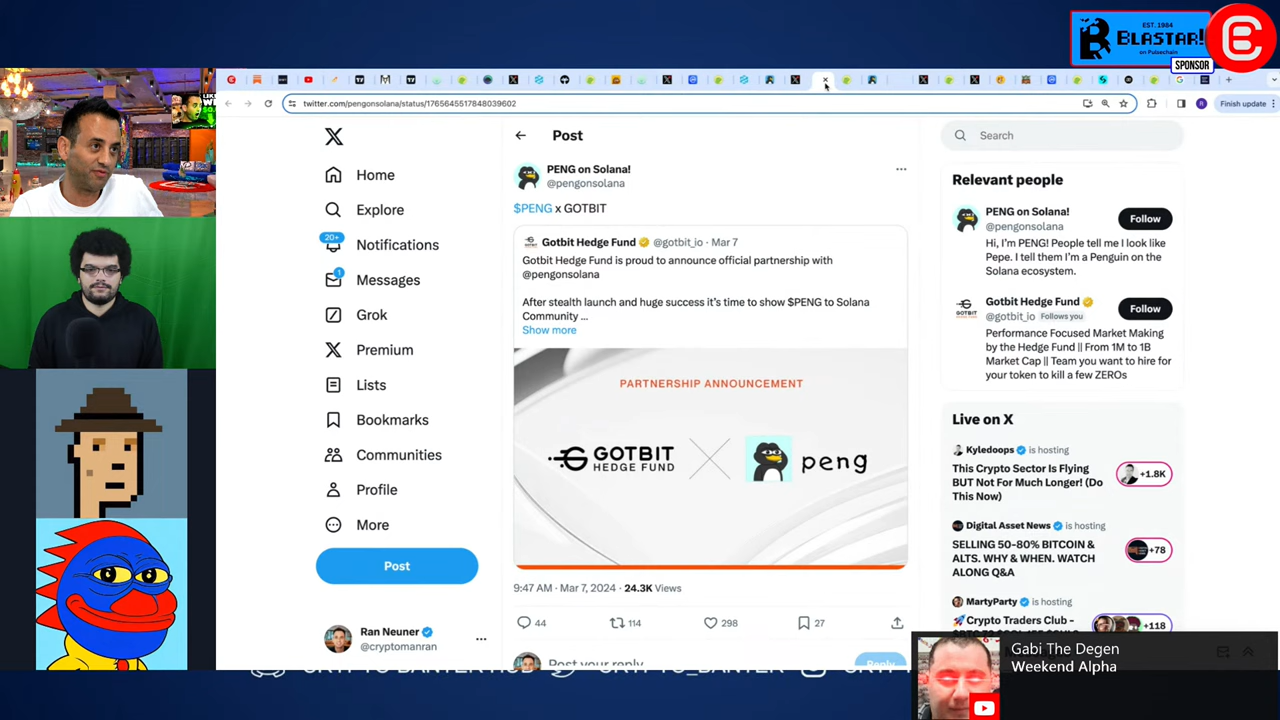 EST.1984
BLASTAR!
on Pulsechain
SPONSOR
twitter.com/pengonsolana/status/1765645517848039602
Finish update
Home
Explore
20+
Notifications
1
Messages
Grok
Premium
Lists
Bookmarks
Communities
Profile
More
Post
Ran Neuner
@cryptomanran
Post
PENG on Solana!
@pengonsolana
$PENG x GOTBIT
Gotbit Hedge Fund @gotbit_io · Mar 7
Gotbit Hedge Fund is proud to announce official partnership with
@pengonsolana
After stealth launch and huge success it's time to show $PENG to Solana
Community ...
Show more
PARTNERSHIP ANNOUNCEMENT
GOTBIT
HEDGE FUND
peng
9:47 AM · Mar 7, 2024 · 24.3K Views
44
114
298
27
Post your reply
Reply
Search
Relevant people
PENG on Solana!
@pengonsolana
Follow
Hi, I'm PENG! People tell me I look like
Pepe. I tell them I'm a Penguin on the
Solana ecosystem.
Gotbit Hedge Fund
@gotbit_io Follows you
Follow
Performance Focused Market Making
by the Hedge Fund || From 1M to 1B
Market Cap || Team you want to hire for
your token to kill a few ZEROs
Live on X
Kyledoops is hosting
This Crypto Sector Is Flying
BUT Not For Much Longer! (Do
This Now)
+1.8K
Digital Asset News is hosting
SELLING 50-80% BITCOIN &
ALTS. WHY & WHEN. WATCH
ALONG Q&A
+78
MartyParty is hosting
Crypto Traders Club -
+118
Gabi The Degen
Weekend Alpha